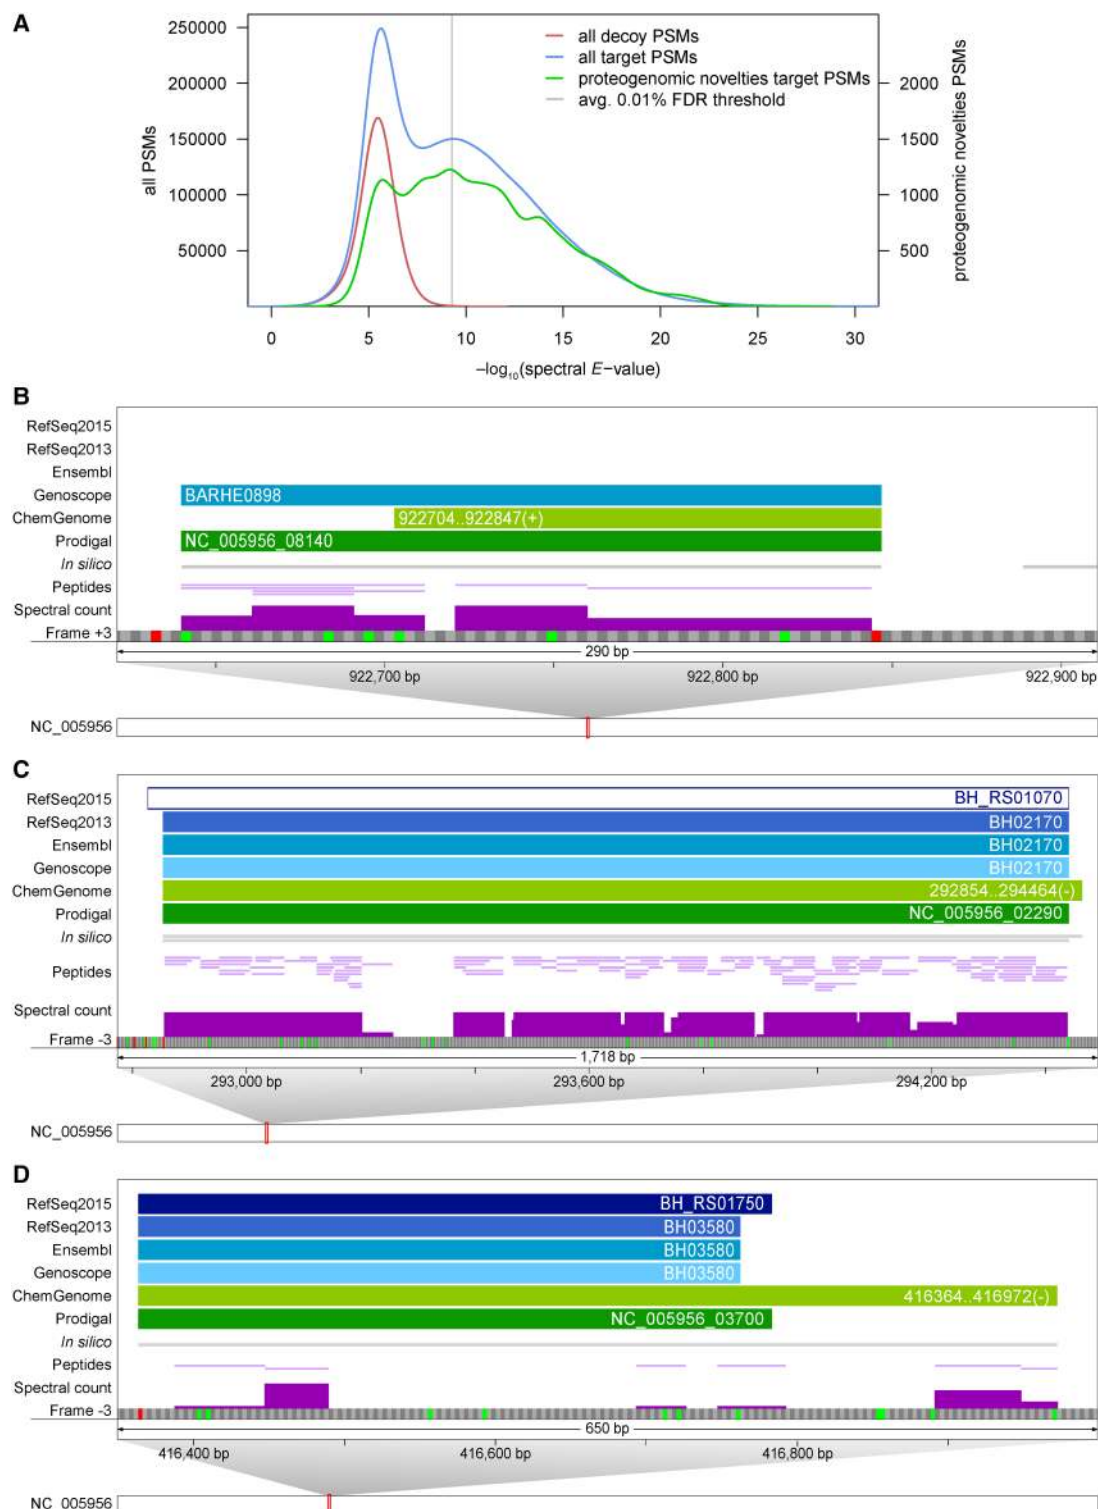 A
all decoy PSMs
all target PSMs
proteogenomic novelties target PSMs
avg. 0.01% FDR threshold
250000
200000
150000
100000
50000
all PSMs
2000
1500
1000
500
proteogenomic novelties PSMs
0 5 10 15 20 25 30
−log10(spectral E−value)
B
RefSeq2015
RefSeq2013
Ensembl
Genoscope BARHE0898
ChemGenome 922704..922847(+)
Prodigal NC_005956_08140
In silico
Peptides
Spectral count
Frame +3
290 bp
922,700 bp 922,800 bp 922,900 bp
NC_005956
C
RefSeq2015 BH_RS01070
RefSeq2013 BH02170
Ensembl BH02170
Genoscope BH02170
ChemGenome 292854..294464(-)
Prodigal NC_005956_02290
In silico
Peptides
Spectral count
Frame -3
1,718 bp
293,000 bp 293,600 bp 294,200 bp
NC_005956
D
RefSeq2015 BH_RS01750
RefSeq2013 BH03580
Ensembl BH03580
Genoscope BH03580
ChemGenome 416364..416972(-)
Prodigal NC_005956_03700
In silico
Peptides
Spectral count
Frame -3
650 bp
416,400 bp 416,600 bp 416,800 bp
NC_005956